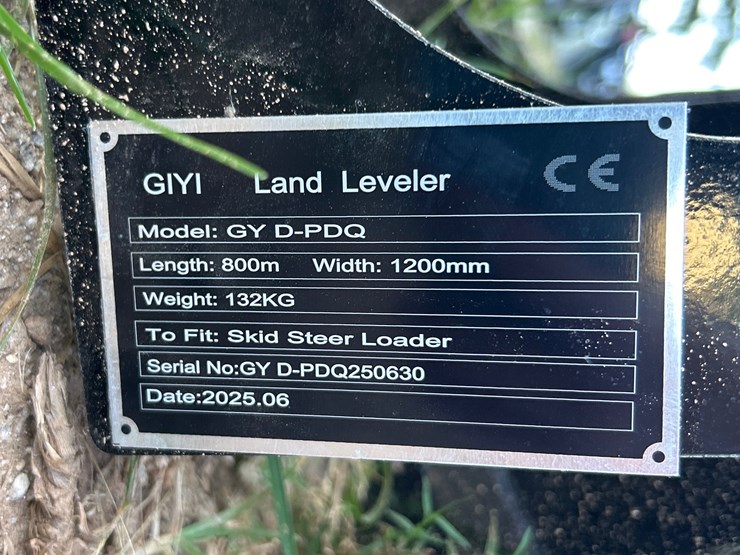 GIYI Land Leveler CE
Model: GY D-PDQ
Length: 800m Width: 1200mm
Weight: 132KG
To Fit: Skid Steer Loader
Serial No:GY D-PDQ250630
Date:2025.06